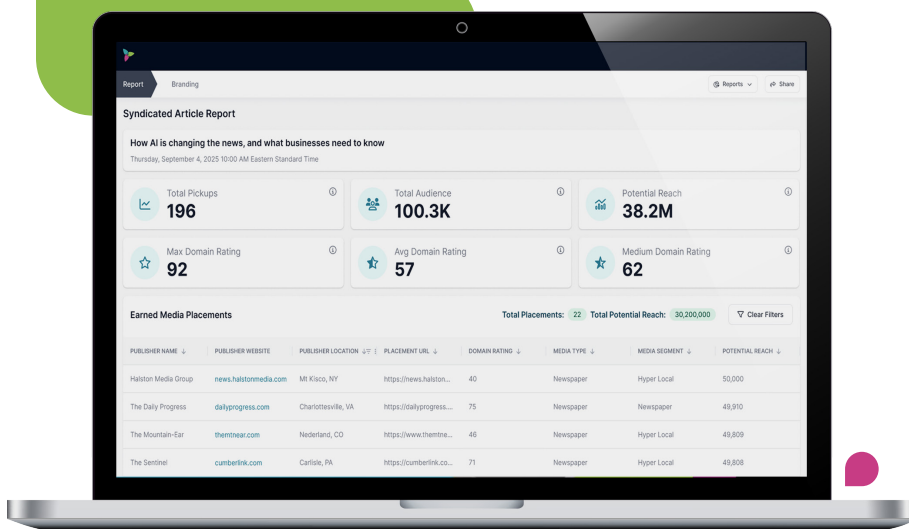 Report Branding Reports Share
Syndicated Article Report
How AI is changing the news, and what businesses need to know
Thursday, September 4, 2025 10:00 AM Eastern Standard Time
Total Pickups
196
Total Audience
100.3K
Potential Reach
38.2M
Max Domain Rating
92
Avg Domain Rating
57
Medium Domain Rating
62
Earned Media Placements Total Placements: 22 Total Potential Reach: 30,200,000 Clear Filters
PUBLISHER NAME PUBLISHER WEBSITE PUBLISHER LOCATION PLACEMENT URL DOMAIN RATING MEDIA TYPE MEDIA SEGMENT POTENTIAL REACH
Halston Media Group news.halstonmedia.com Mt Kisco, NY https://news.halston... 40 Newspaper Hyper Local 50,000
The Daily Progress dailyprogress.com Charlottesville, VA https://dailyprogress.... 75 Newspaper Newspaper 49,910
The Mountain-Ear themtnear.com Nederland, CO https://www.themtne... 46 Newspaper Hyper Local 49,809
The Sentinel cumberlink.com Carlisle, PA https://cumberlink.co... 71 Newspaper Hyper Local 49,808